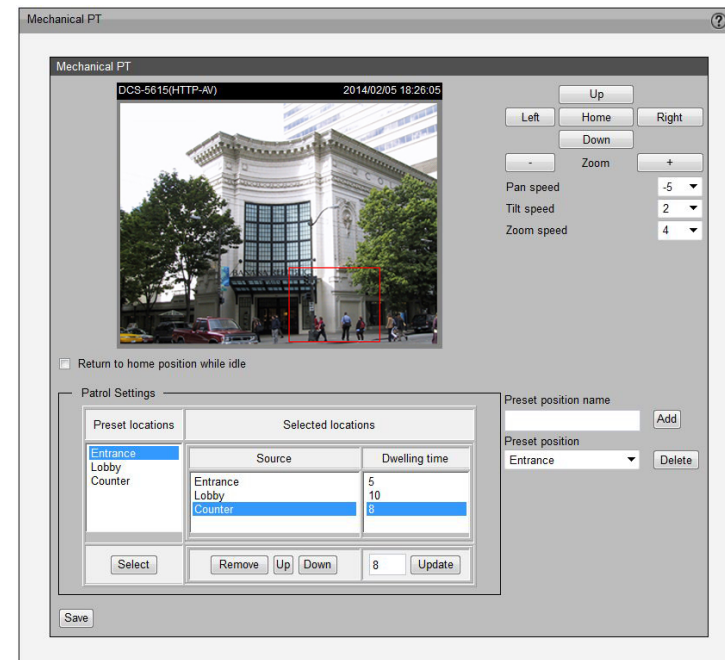 Mechanical PT
?
Mechanical PT
DCS-5615(HTTP-AV) 2014/02/05 18:26:05
Up
Left Home Right
Down
- Zoom +
Pan speed -5
Tilt speed 2
Zoom speed 4
Return to home position while idle
Patrol Settings
Preset locations Selected locations
Entrance
Lobby
Counter
Source Dwelling time
Entrance 5
Lobby 10
Counter 8
Select Remove Up Down 8 Update
Preset position name
Add
Preset position
Entrance Delete
Save